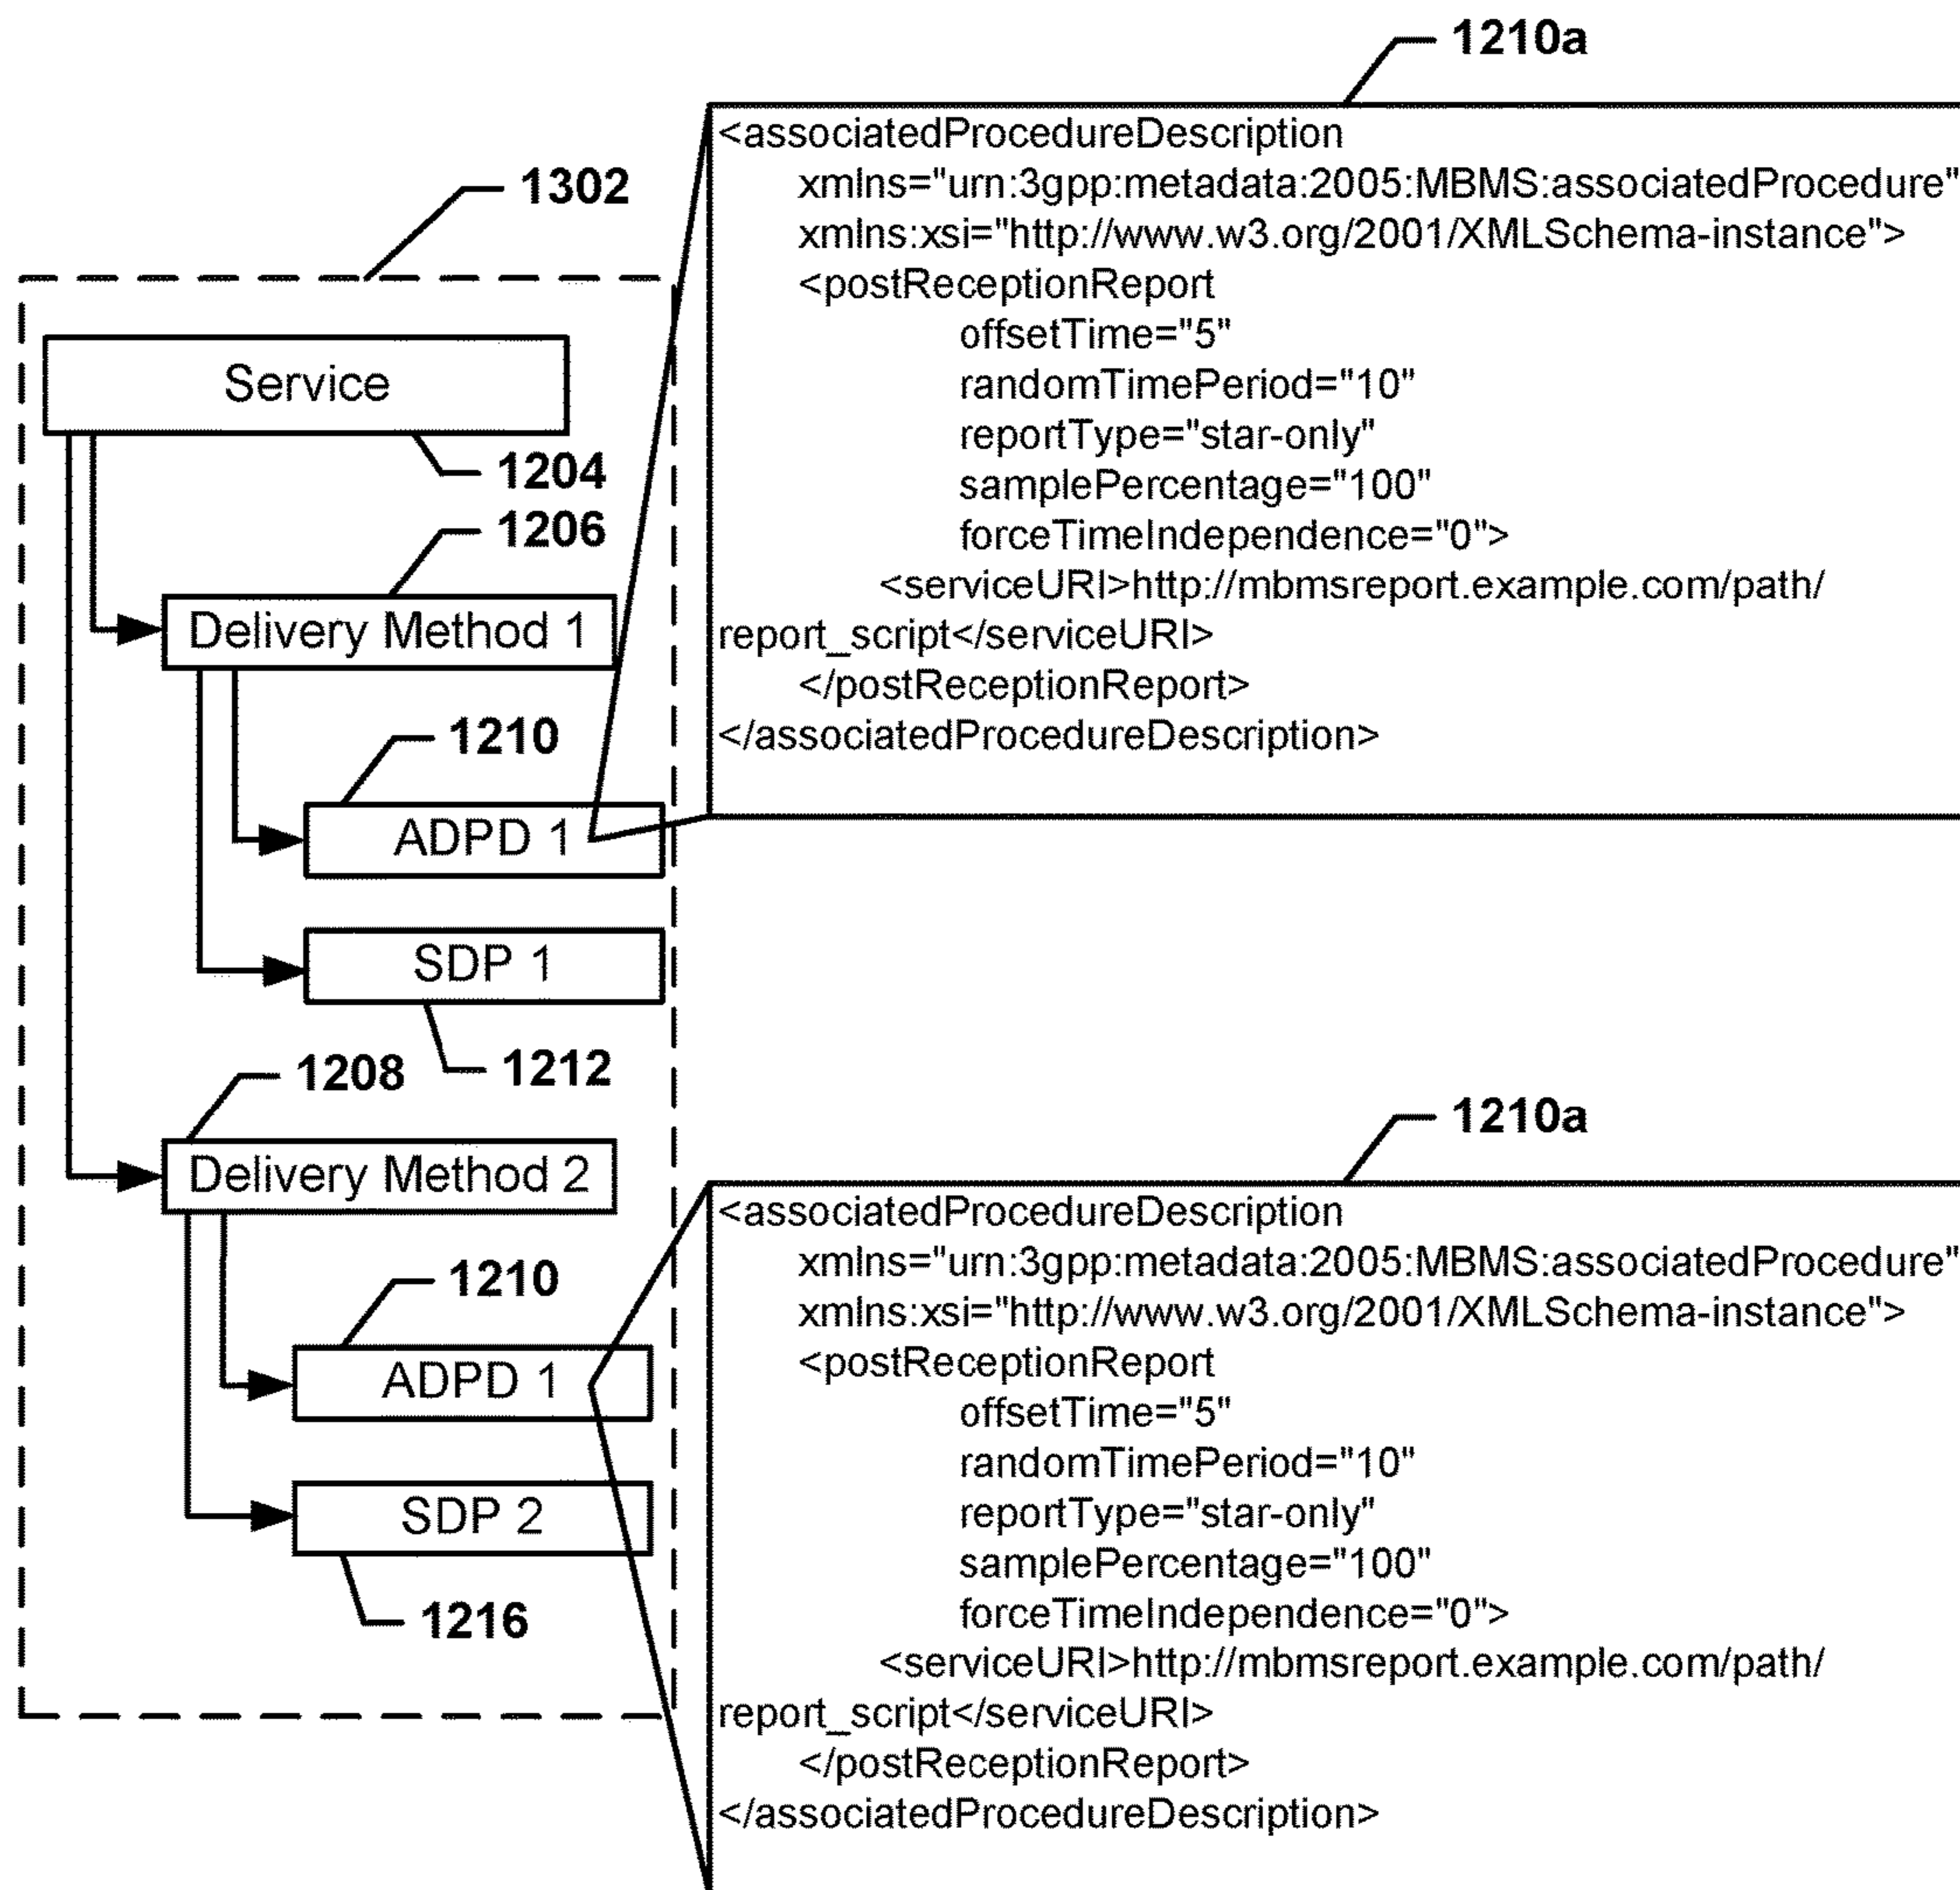 1210a
<associatedProcedureDescription
xmlns="urn:3gpp:metadata:2005:MBMS:associatedProcedure"
xmlns:xsi="http://www.w3.org/2001/XMLSchema-instance">
<postReceptionReport
offsetTime="5"
randomTimePeriod="10"
reportType="star-only"
samplePercentage="100"
forceTimeIndependence="0">
<serviceURI>http://mbmsreport.example.com/path/
report_script</serviceURI>
</postReceptionReport>
</associatedProcedureDescription>
1302
Service
1204
1206
Delivery Method 1
1210
ADPD 1
SDP 1
1212
1208
Delivery Method 2
1210
ADPD 1
SDP 2
1216
1210a
<associatedProcedureDescription
xmlns="urn:3gpp:metadata:2005:MBMS:associatedProcedure"
xmlns:xsi="http://www.w3.org/2001/XMLSchema-instance">
<postReceptionReport
offsetTime="5"
randomTimePeriod="10"
reportType="star-only"
samplePercentage="100"
forceTimeIndependence="0">
<serviceURI>http://mbmsreport.example.com/path/
report_script</serviceURI>
</postReceptionReport>
</associatedProcedureDescription>